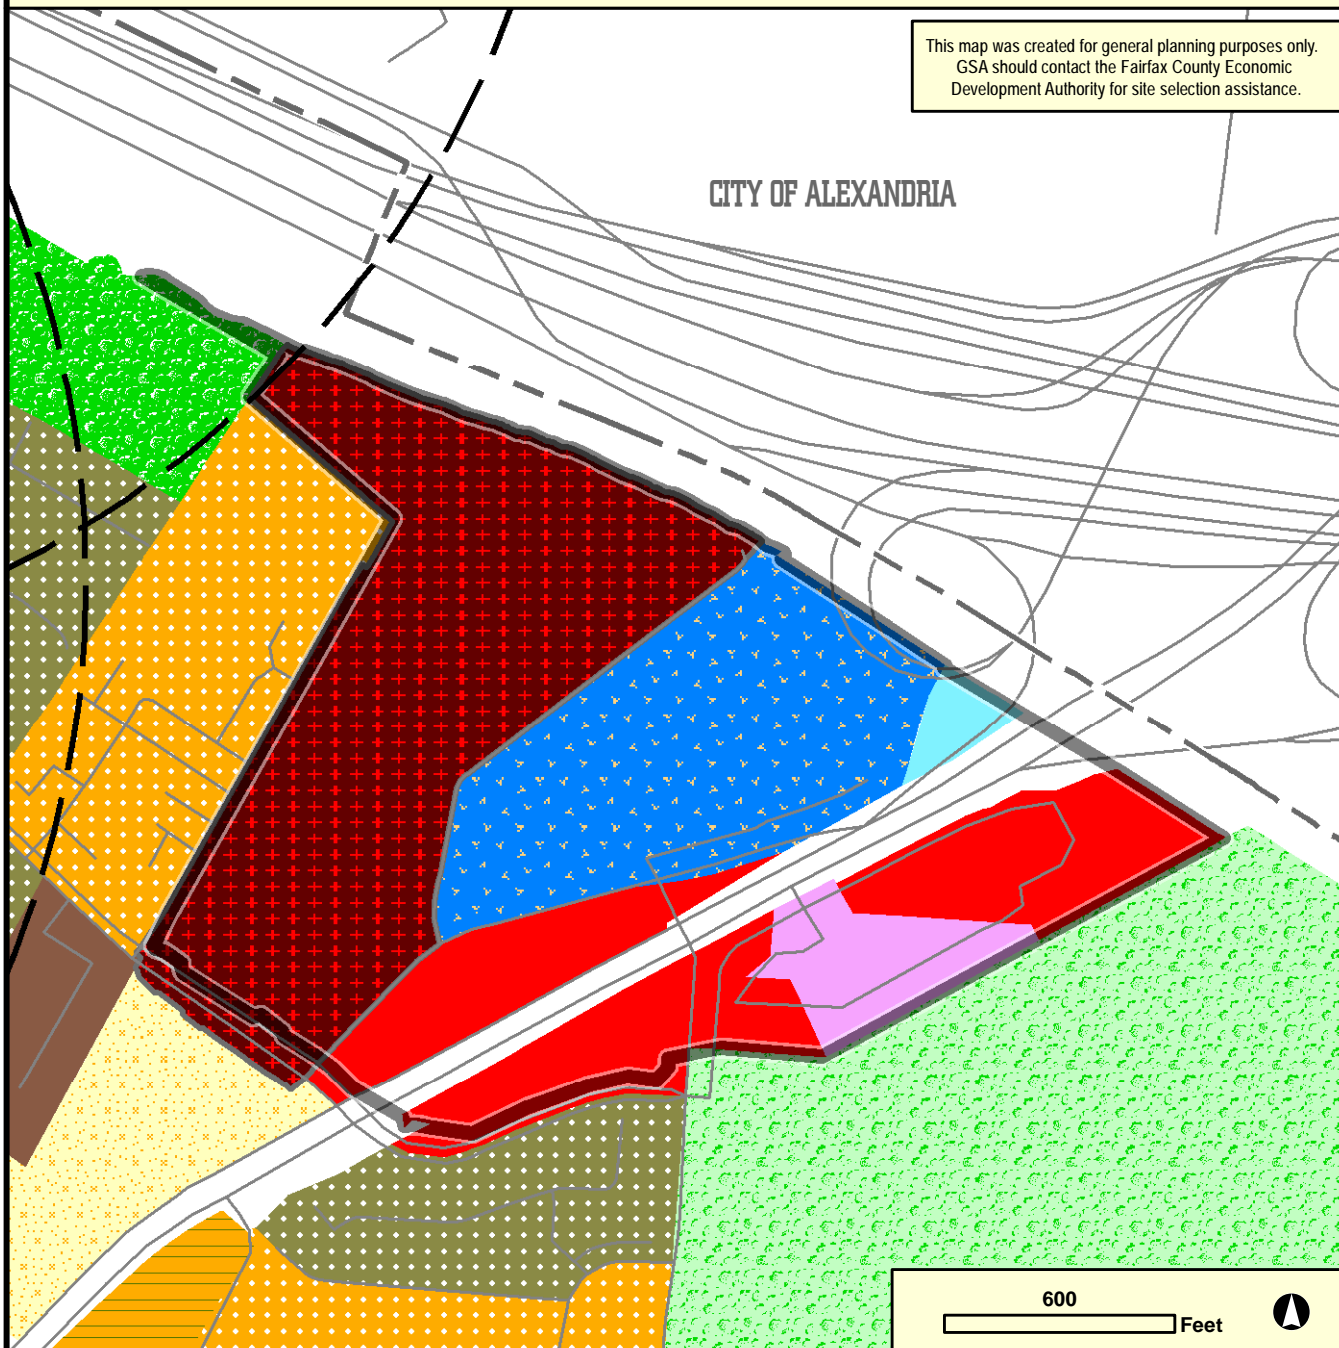 This map was created for general planning purposes only.
GSA should contact the Fairfax County Economic
Development Authority for site selection assistance.
CITY OF ALEXANDRIA
600
Feet